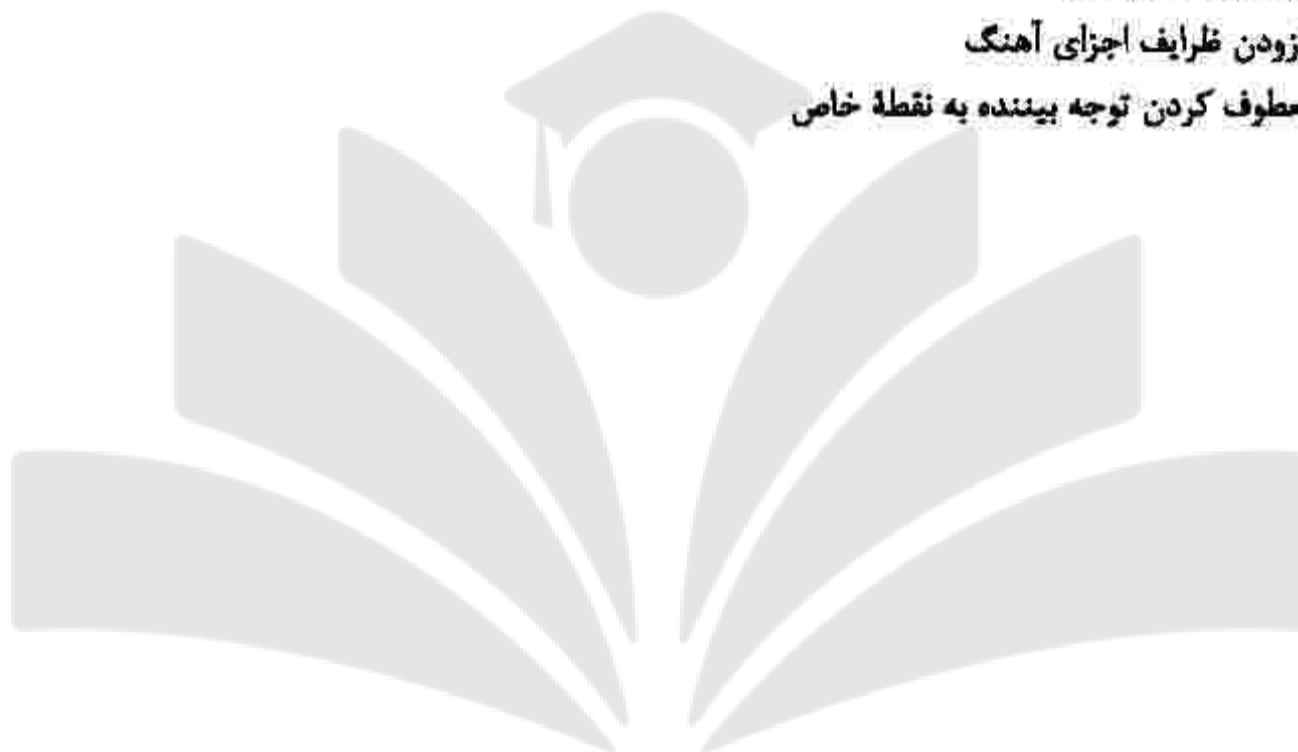 زودن ظرایف اجزای آهنگ
معطوف کردن توجه بیننده به نقطهٔ خاص